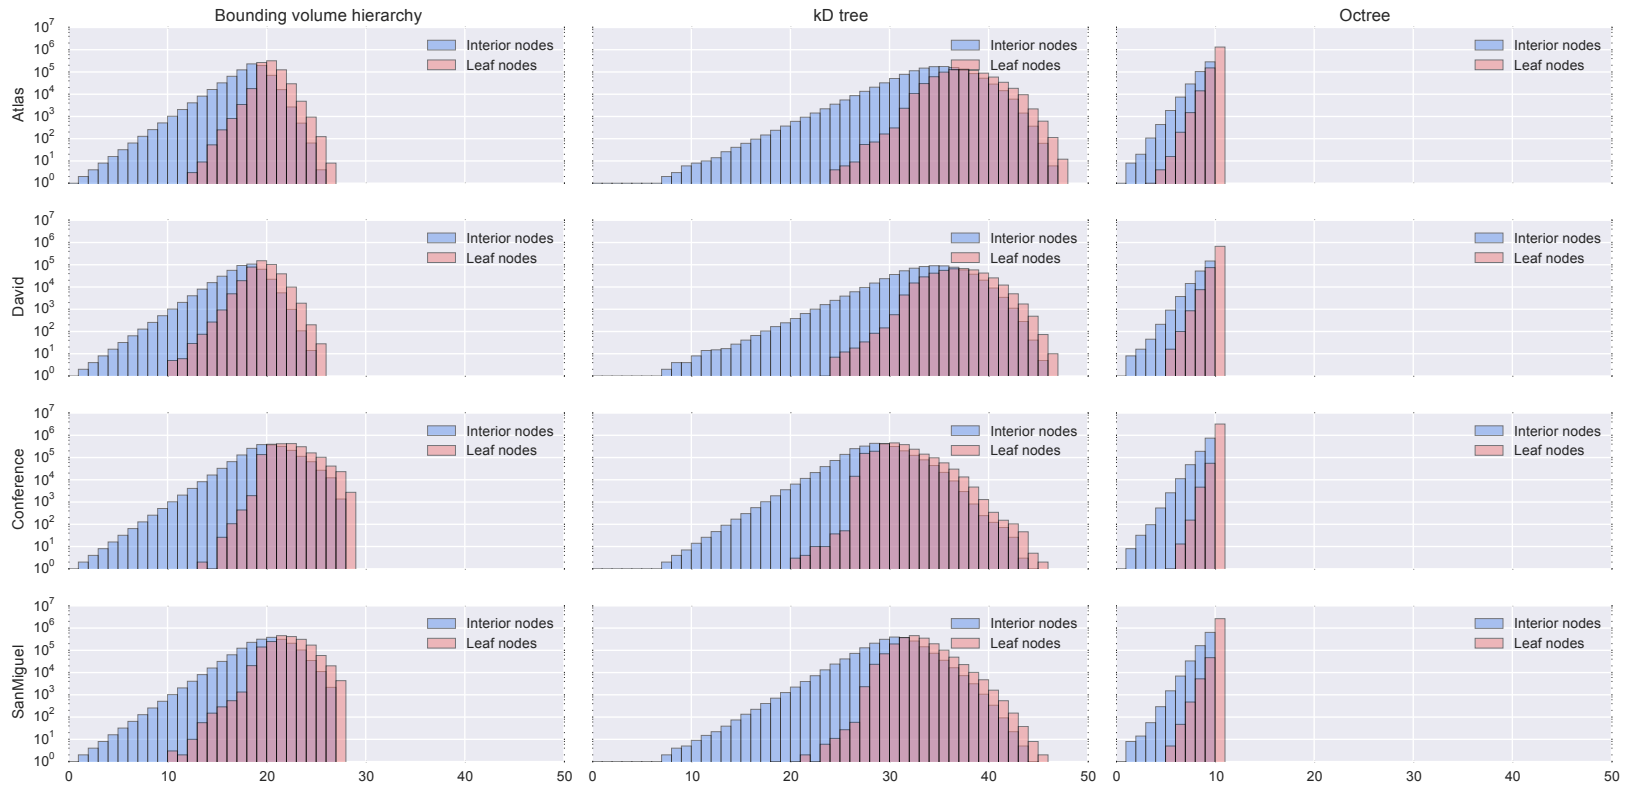 Bounding volume hierarchy kD tree Octree
Atlas
10^7
10^6
10^5
10^4
10^3
10^2
10^1
10^0
Interior nodes
Leaf nodes
Interior nodes
Leaf nodes
Interior nodes
Leaf nodes
David
10^7
10^6
10^5
10^4
10^3
10^2
10^1
10^0
Interior nodes
Leaf nodes
Interior nodes
Leaf nodes
Interior nodes
Leaf nodes
Conference
10^7
10^6
10^5
10^4
10^3
10^2
10^1
10^0
Interior nodes
Leaf nodes
Interior nodes
Leaf nodes
Interior nodes
Leaf nodes
SanMiguel
10^7
10^6
10^5
10^4
10^3
10^2
10^1
10^0
Interior nodes
Leaf nodes
Interior nodes
Leaf nodes
Interior nodes
Leaf nodes
0 10 20 30 40 50 0 10 20 30 40 50 0 10 20 30 40 50